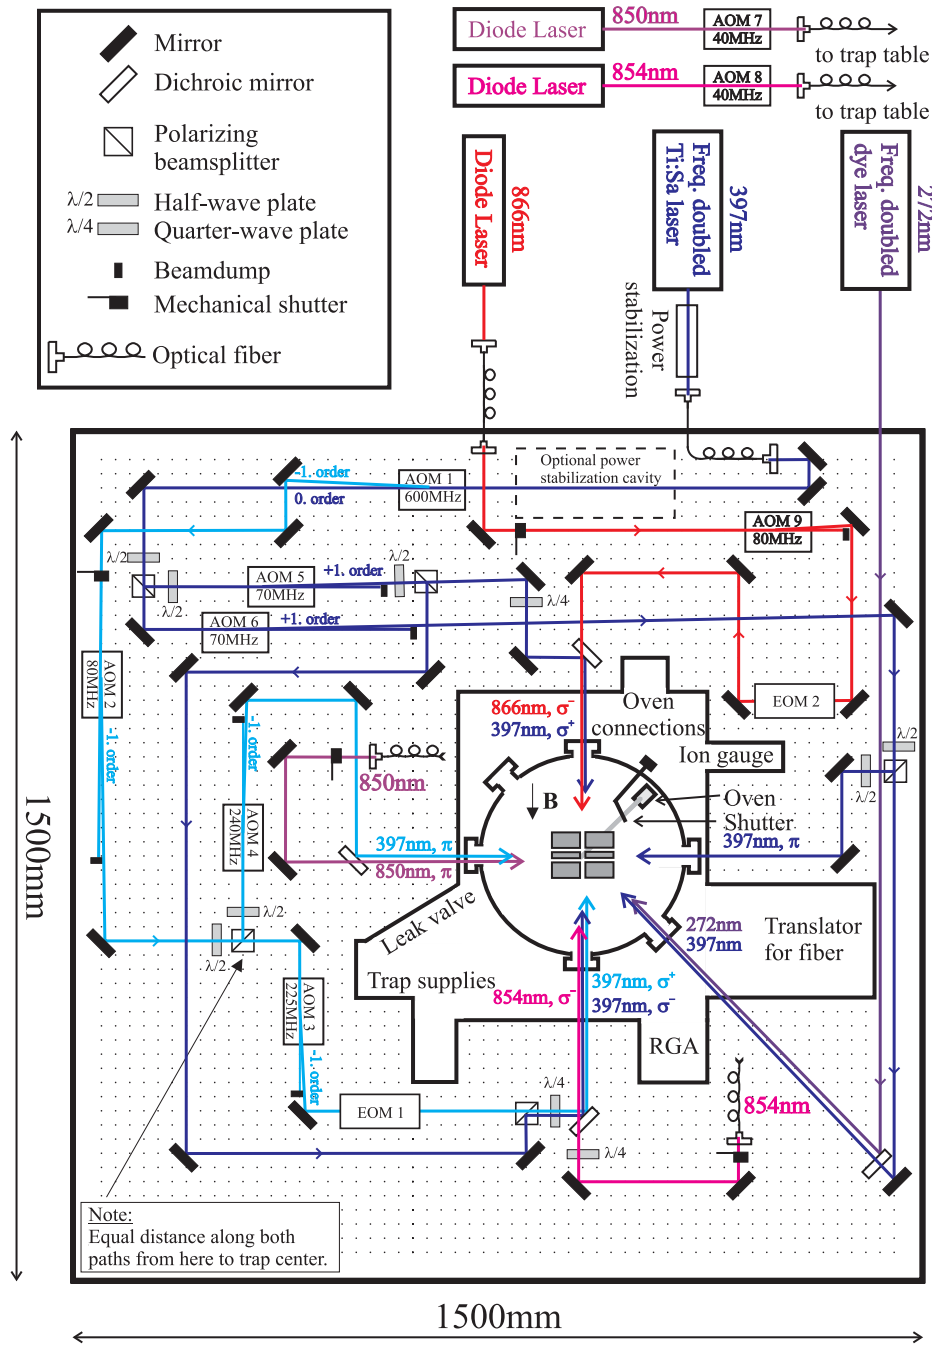 Mirror
Dichroic mirror
Polarizing
beamsplitter
λ/2 Half-wave plate
λ/4 Quarter-wave plate
Beamdump
Mechanical shutter
Optical fiber
Diode Laser
850nm
AOM 7
40MHz
to trap table
Diode Laser
854nm
AOM 8
40MHz
to trap table
Diode Laser
866nm
Freq. doubled
Ti:Sa laser
397nm
Freq. doubled
dye laser
272nm
Power
stabilization
Optional power
stabilization cavity
-1. order
0. order
AOM 1
600MHz
AOM 9
80MHz
λ/2
λ/2
AOM 5
70MHz
+1. order
λ/2
AOM 6
70MHz
+1. order
λ/4
AOM 2
80MHz
-1. order
-1. order
AOM 4
240MHz
850nm
866nm, σ⁻
397nm, σ⁺
Oven
connections
EOM 2
Ion gauge
λ/2
λ/2
B
Oven
Shutter
397nm, π
850nm, π
397nm, π
Leak valve
λ/2
λ/2
272nm
397nm
Translator
for fiber
Trap supplies
854nm, σ⁻
397nm, σ⁺
397nm, σ⁻
AOM 3
225MHz
-1. order
RGA
EOM 1
λ/4
λ/4
854nm
Note:
Equal distance along both
paths from here to trap center.
1500mm
1500mm